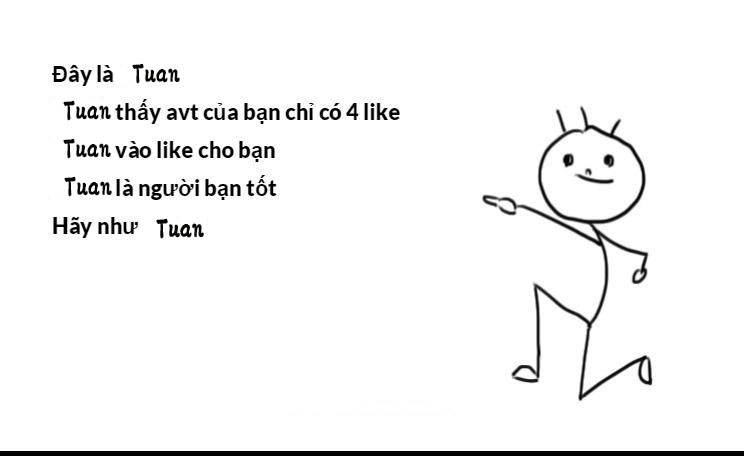 Đây là Tuan
Tuan thấy avt của bạn chỉ có 4 like
Tuan vào like cho bạn
Tuan là người bạn tốt
Hãy như Tuan